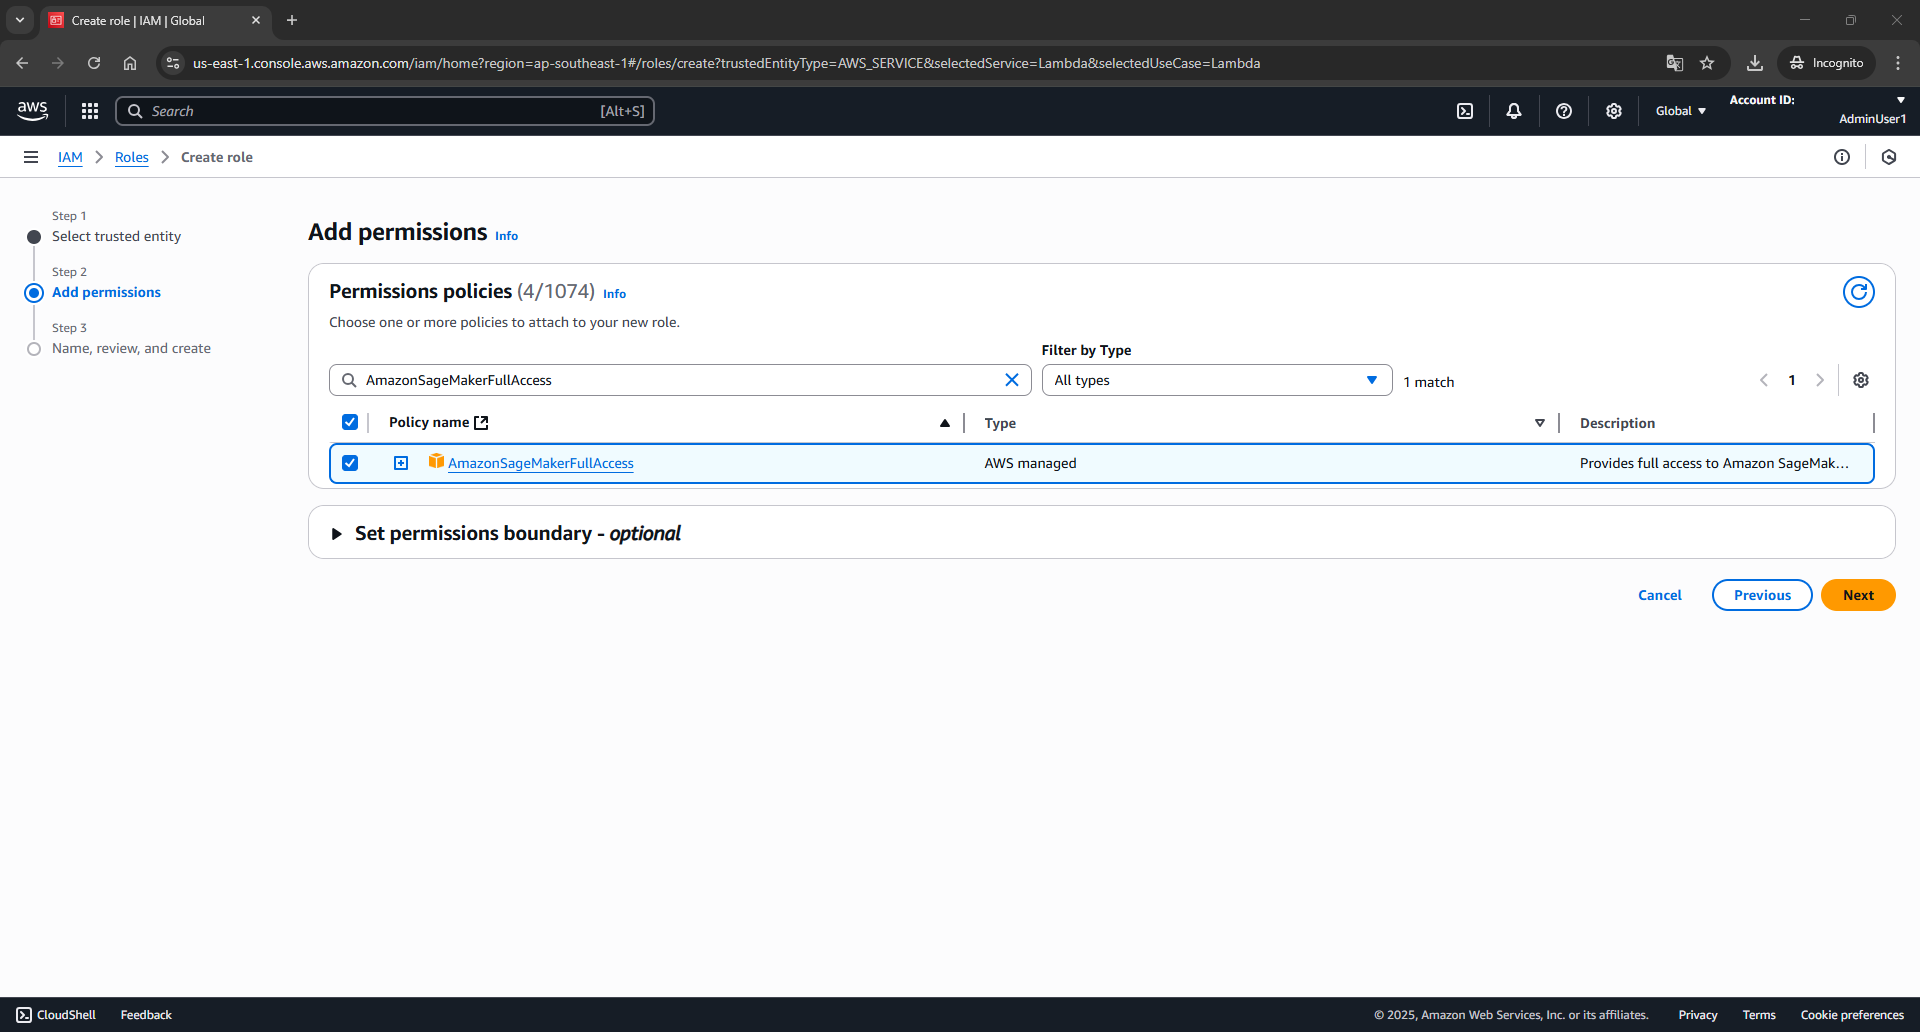 Create role | IAM | Global
us-east-1.console.aws.amazon.com/iam/home?region=ap-southeast-1#/roles/create?trustedEntityType=AWS_SERVICE&selectedService=Lambda&selectedUseCase=Lambda
Incognito
aws
Search
[Alt+S]
Global
Account ID:
AdminUser1
IAM
Roles
Create role
Step 1
Select trusted entity
Step 2
Add permissions
Step 3
Name, review, and create
Add permissions Info
Permissions policies (4/1074) Info
Choose one or more policies to attach to your new role.
Filter by Type
AmazonSageMakerFullAccess
All types
1 match
1
Policy name
Type
Description
AmazonSageMakerFullAccess
AWS managed
Provides full access to Amazon SageMak...
Set permissions boundary - optional
Cancel
Previous
Next
CloudShell
Feedback
© 2025, Amazon Web Services, Inc. or its affiliates.
Privacy
Terms
Cookie preferences